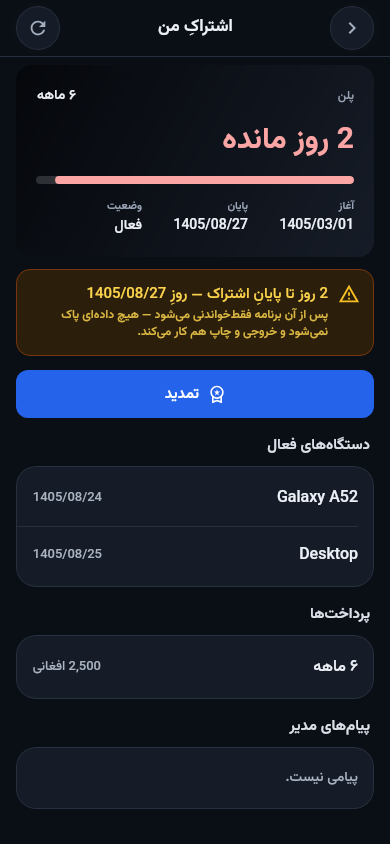 اشتراکِ من
پلن
۶ ماهه
2 روز مانده
آغاز
پایان
وضعیت
1405/03/01
1405/08/27
فعال
2 روز تا پایانِ اشتراک — روزِ 1405/08/27
پس از آن برنامه فقط‌خواندنی می‌شود — هیچ داده‌ای پاک
نمی‌شود و خروجی و چاپ هم کار می‌کند.
تمدید
دستگاه‌های فعال
Galaxy A52
1405/08/24
Desktop
1405/08/25
پرداخت‌ها
۶ ماهه
2,500 افغانی
پیام‌های مدیر
پیامی نیست.